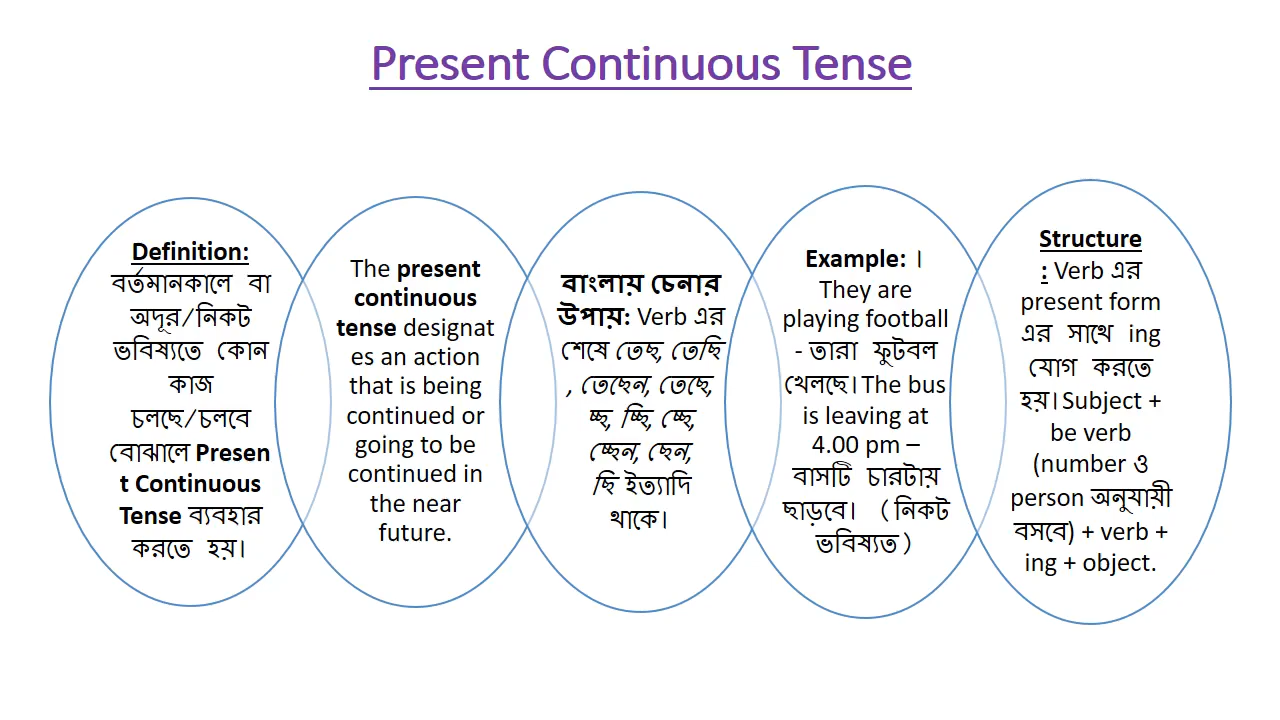 Present Continuous Tense
Definition:
বর্তমানকালে বা
অদূর/নিকট
ভবিষ্যতে কোন
কাজ
চলছে/চলবে
বোঝালে Presen
t Continuous
Tense ব্যবহার
করতে হয়।
The present
continuous
tense designat
es an action
that is being
continued or
going to be
continued in
the near
future.
বাংলায় চেনার
উপায়: Verb এর
শেষে তেছ, তেছি
, তেছেন, তেছে,
চ্ছ, চ্ছি, চ্ছে,
চ্ছেন, ছেন,
ছি ইত্যাদি
থাকে।
Example: ।
They are
playing football
- তারা ফুটবল
খেলছে। The bus
is leaving at
4.00 pm –
বাসটি চারটায়
ছাড়বে। (নিকট
ভবিষ্যত)
Structure
: Verb এর
present form
এর সাথে ing
যোগ করতে
হয়। Subject +
be verb
(number ও
person অনুযায়ী
বসবে) + verb +
ing + object.